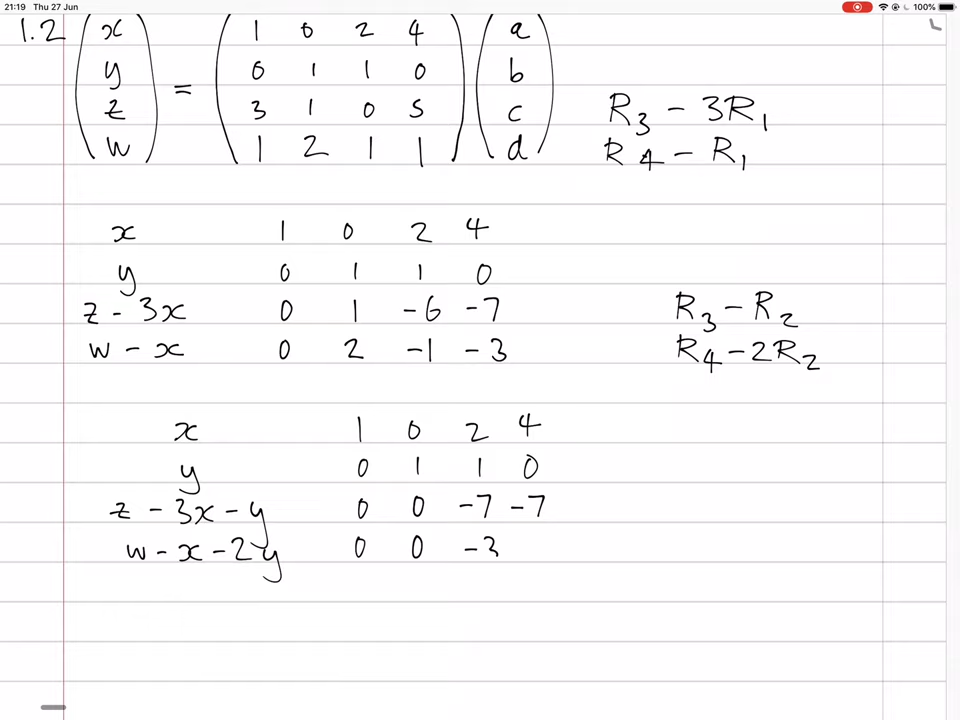 21:19 Thu 27 Jun 100%
1.2 x 1 0 2 4 a
y = 0 1 1 0 b
z 3 1 0 5 c R3 - 3R1
w 1 2 1 1 d R4 - R1
x 1 0 2 4
y 0 1 1 0
z - 3x 0 1 -6 -7 R3 - R2
w - x 0 2 -1 -3 R4 - 2R2
x 1 0 2 4
y 0 1 1 0
z - 3x - y 0 0 -7 -7
w - x - 2y 0 0 -3